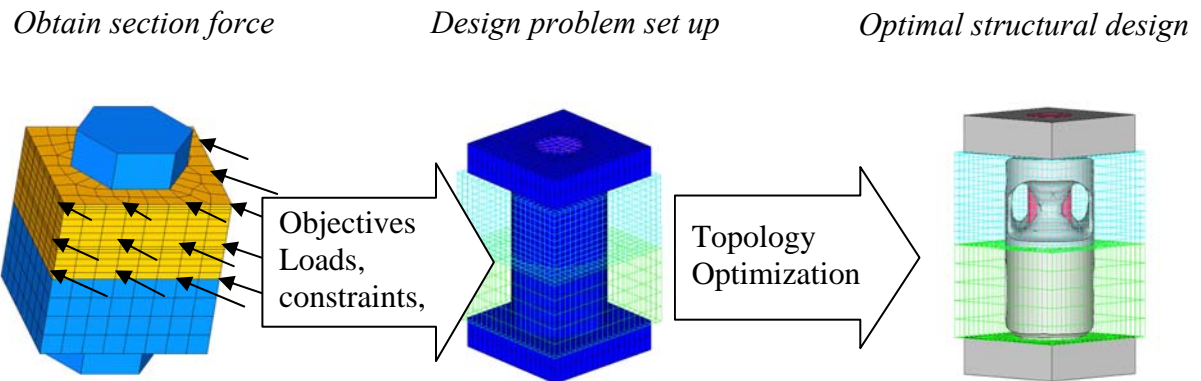 Obtain section force
Design problem set up
Optimal structural design
Objectives
Loads,
constraints,
Topology
Optimization